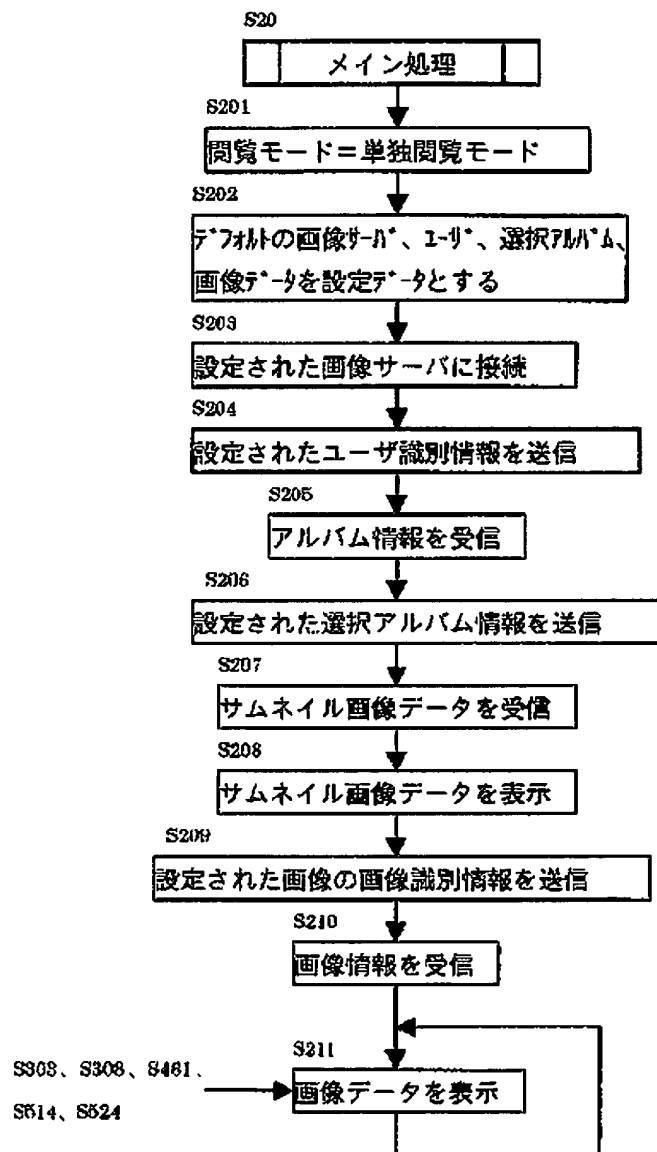 S20
メイン処理
S201
閲覧モード＝単独閲覧モード
S202
ﾃﾞﾌｫﾙﾄの画像ｻｰﾊﾞ、ﾕｰｻﾞ、選択ｱﾙﾊﾞﾑ、
画像ﾃﾞｰﾀを設定ﾃﾞｰﾀとする
S203
設定された画像サーバに接続
S204
設定されたユーザ識別情報を送信
S205
アルバム情報を受信
S206
設定された選択アルバム情報を送信
S207
サムネイル画像データを受信
S208
サムネイル画像データを表示
S209
設定された画像の画像識別情報を送信
S210
画像情報を受信
S211
画像データを表示
S303、S308、S461、
S514、S524